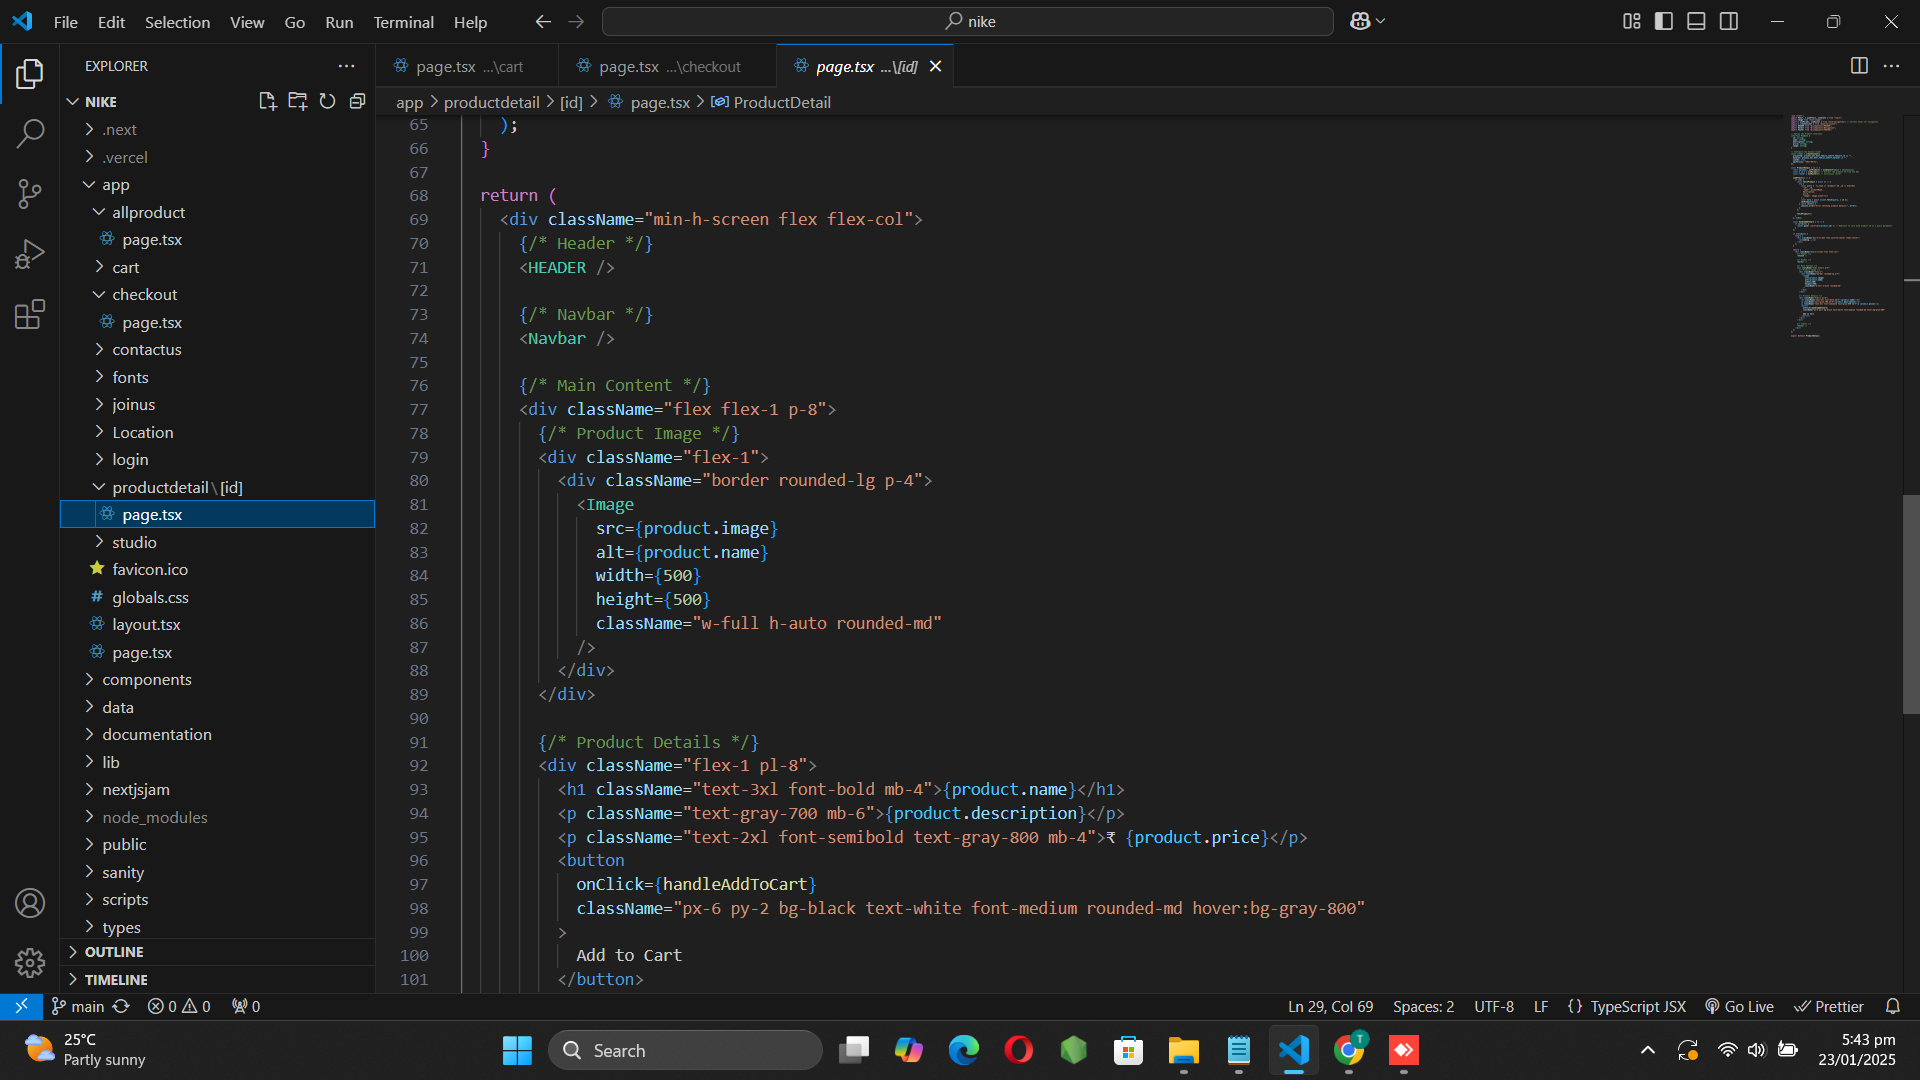 File Edit Selection View Go Run Terminal Help
nike
EXPLORER
NIKE
.next
.vercel
app
allproduct
page.tsx
cart
checkout
page.tsx
contactus
fonts
joinus
Location
login
productdetail\[id]
page.tsx
studio
favicon.ico
globals.css
layout.tsx
page.tsx
components
data
documentation
lib
nextjsjam
node_modules
public
sanity
scripts
types
OUTLINE
TIMELINE
page.tsx ...\cart page.tsx ...\checkout page.tsx ...\[id]
app > productdetail > [id] > page.tsx > ProductDetail
65 );
66 }
67
68 return (
69 <div className="min-h-screen flex flex-col">
70 {/* Header */}
71 <HEADER />
72
73 {/* Navbar */}
74 <Navbar />
75
76 {/* Main Content */}
77 <div className="flex flex-1 p-8">
78 {/* Product Image */}
79 <div className="flex-1">
80 <div className="border rounded-lg p-4">
81 <Image
82 src={product.image}
83 alt={product.name}
84 width={500}
85 height={500}
86 className="w-full h-auto rounded-md"
87 />
88 </div>
89 </div>
90
91 {/* Product Details */}
92 <div className="flex-1 pl-8">
93 <h1 className="text-3xl font-bold mb-4">{product.name}</h1>
94 <p className="text-gray-700 mb-6">{product.description}</p>
95 <p className="text-2xl font-semibold text-gray-800 mb-4">₹ {product.price}</p>
96 <button
97 onClick={handleAddToCart}
98 className="px-6 py-2 bg-black text-white font-medium rounded-md hover:bg-gray-800"
99 >
100 Add to Cart
101 </button>
main 0 0 0
Ln 29, Col 69 Spaces: 2 UTF-8 LF {} TypeScript JSX Go Live Prettier
25°C
Partly sunny
Search
T
5:43 pm
23/01/2025